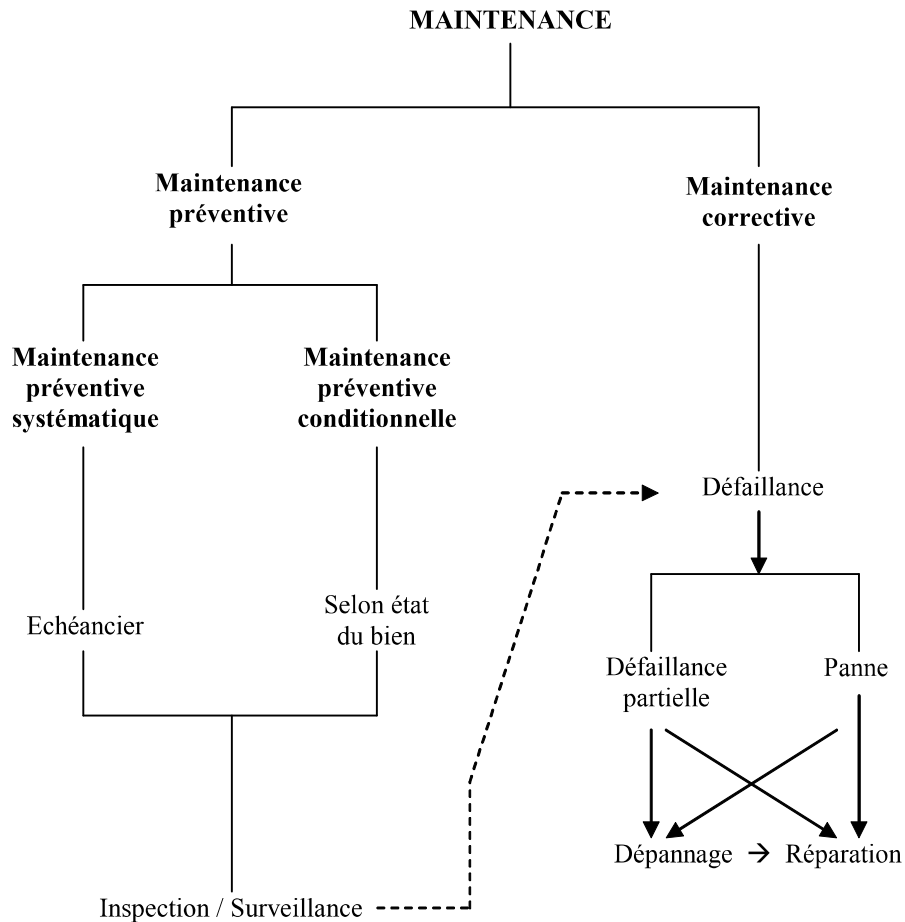 MAINTENANCE
Maintenance
préventive
Maintenance
corrective
Maintenance
préventive
systématique
Maintenance
préventive
conditionnelle
Défaillance
Echéancier
Selon état
du bien
Défaillance
partielle
Panne
Dépannage → Réparation
Inspection / Surveillance